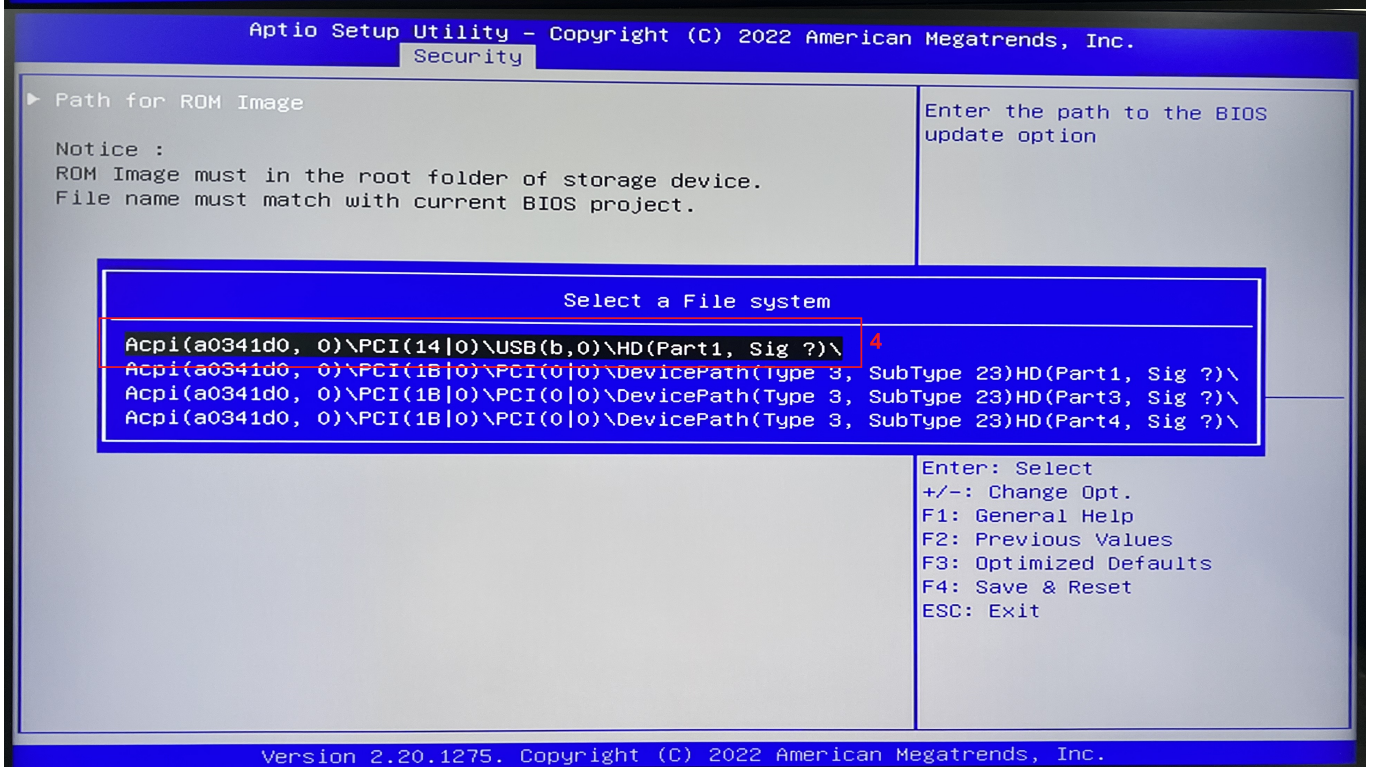 Aptio Setup Utility – Copyright (C) 2022 American Megatrends, Inc.
Security
Path for ROM Image
Notice :
ROM Image must in the root folder of storage device.
File name must match with current BIOS project.
Enter the path to the BIOS
update option
Select a File system
Acpi(a0341d0, 0)\PCI(14|0)\USB(b,0)\HD(Part1, Sig ?)\
4
Acpi(a0341d0, 0)\PCI(1B|0)\PCI(0|0)\DevicePath(Type 3, SubType 23)HD(Part1, Sig ?)\
Acpi(a0341d0, 0)\PCI(1B|0)\PCI(0|0)\DevicePath(Type 3, SubType 23)HD(Part3, Sig ?)\
Acpi(a0341d0, 0)\PCI(1B|0)\PCI(0|0)\DevicePath(Type 3, SubType 23)HD(Part4, Sig ?)\
Enter: Select
+/-: Change Opt.
F1: General Help
F2: Previous Values
F3: Optimized Defaults
F4: Save & Reset
ESC: Exit
Version 2.20.1275. Copyright (C) 2022 American Megatrends, Inc.